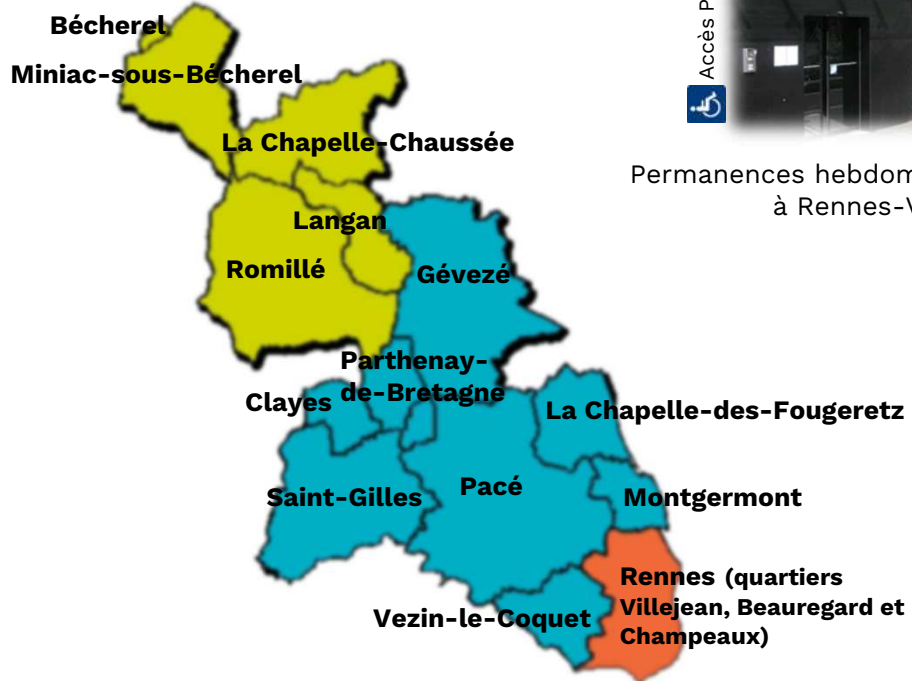 Bécherel
Miniac-sous-Bécherel
La Chapelle-Chaussée
Langan
Romillé
Gévezé
Parthenay-
de-Bretagne
Clayes
La Chapelle-des-Fougeretz
Saint-Gilles
Pacé
Montgermont
Rennes (quartiers
Villejean, Beauregard et
Champeaux)
Vezin-le-Coquet
Accès P
Permanences hebdom
à Rennes-V